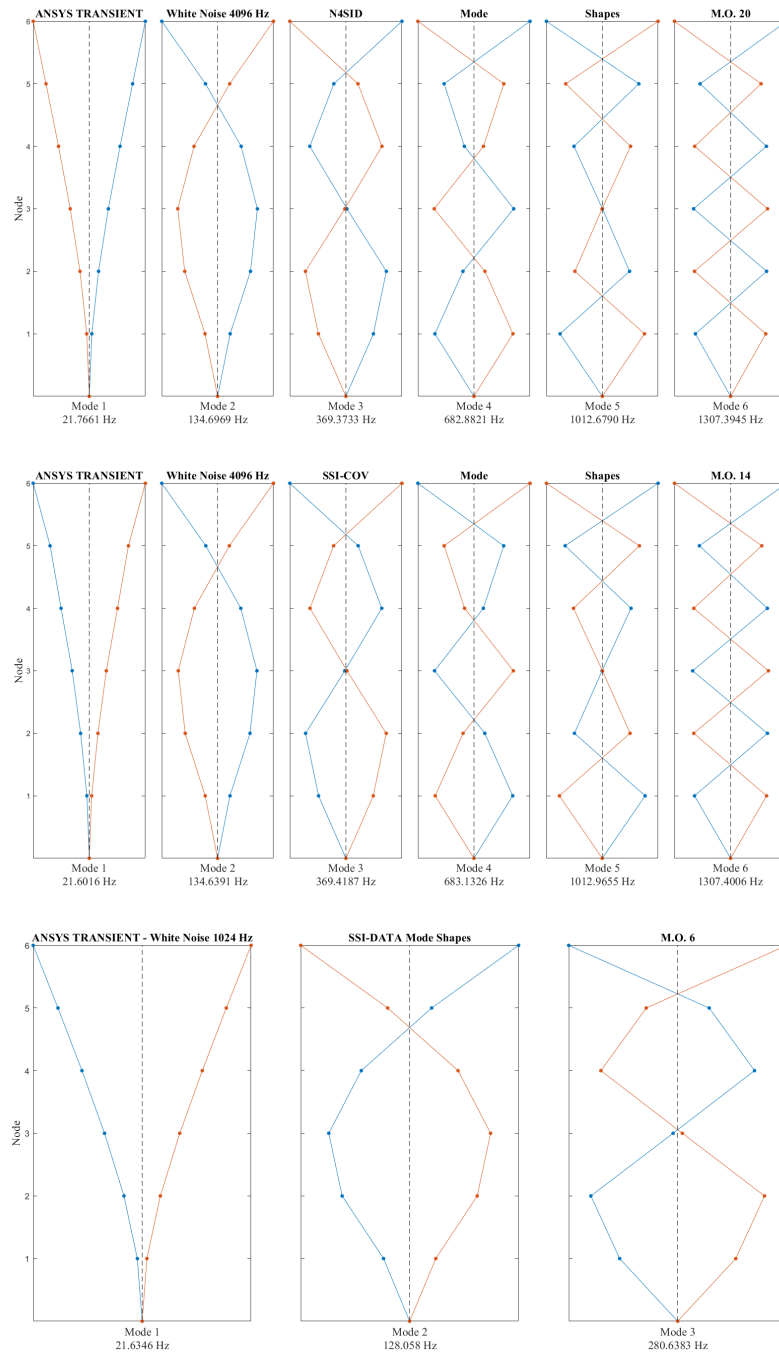 ANSYS TRANSIENT White Noise 4096 Hz N4SID Mode Shapes M.O. 20
6
5
4
3
2
1
Node
Mode 1 Mode 2 Mode 3 Mode 4 Mode 5 Mode 6
21.7661 Hz 134.6969 Hz 369.3733 Hz 682.8821 Hz 1012.6790 Hz 1307.3945 Hz
ANSYS TRANSIENT White Noise 4096 Hz SSI-COV Mode Shapes M.O. 14
6
5
4
3
2
1
Node
Mode 1 Mode 2 Mode 3 Mode 4 Mode 5 Mode 6
21.6016 Hz 134.6391 Hz 369.4187 Hz 683.1326 Hz 1012.9655 Hz 1307.4006 Hz
ANSYS TRANSIENT - White Noise 1024 Hz SSI-DATA Mode Shapes M.O. 6
6
5
4
3
2
1
Node
Mode 1 Mode 2 Mode 3
21.6346 Hz 128.058 Hz 280.6383 Hz